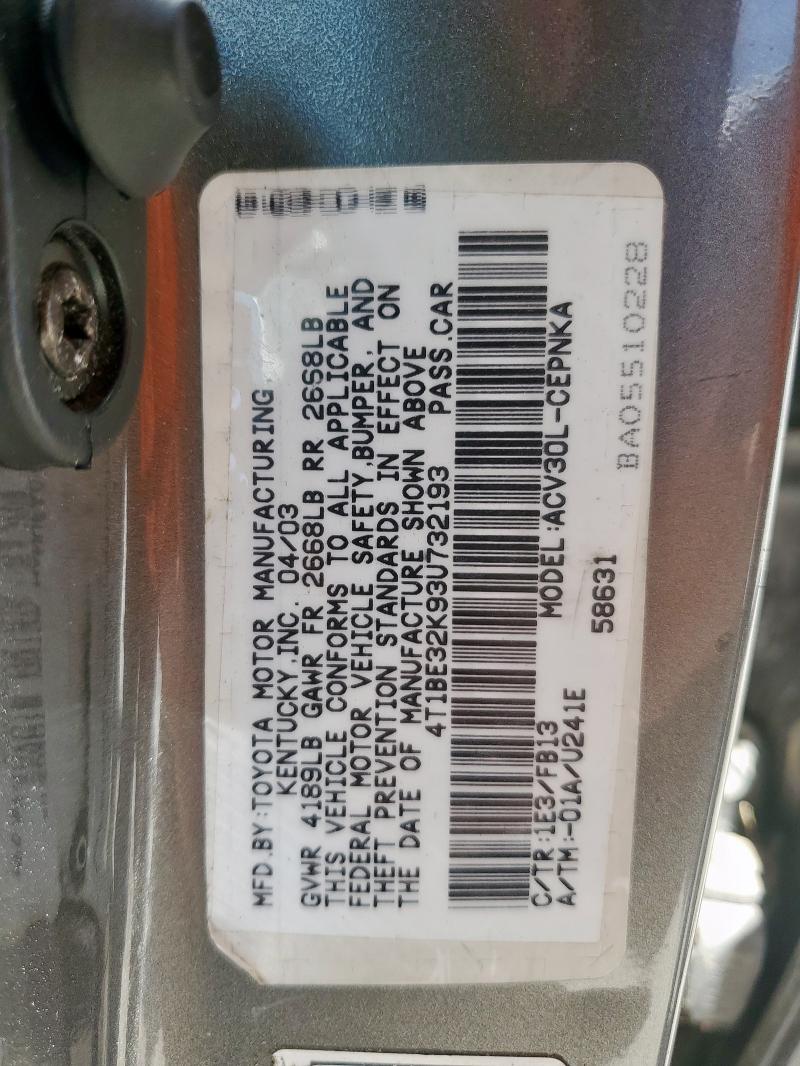 MFD.BY:TOYOTA MOTOR MANUFACTURING,
KENTUCKY,INC. 04/03
GVWR 4189LB GAWR FR 2668LB RR 2668LB
THIS VEHICLE CONFORMS TO ALL APPLICABLE
FEDERAL MOTOR VEHICLE SAFETY,BUMPER, AND
THEFT PREVENTION STANDARDS IN EFFECT ON
THE DATE OF MANUFACTURE SHOWN ABOVE
4T1BE32K93U732193 PASS.CAR
C/TR:1E3/FB13 MODEL:ACV30L-CEPNKA
A/TM:-01A/U241E
58631
BA05510228